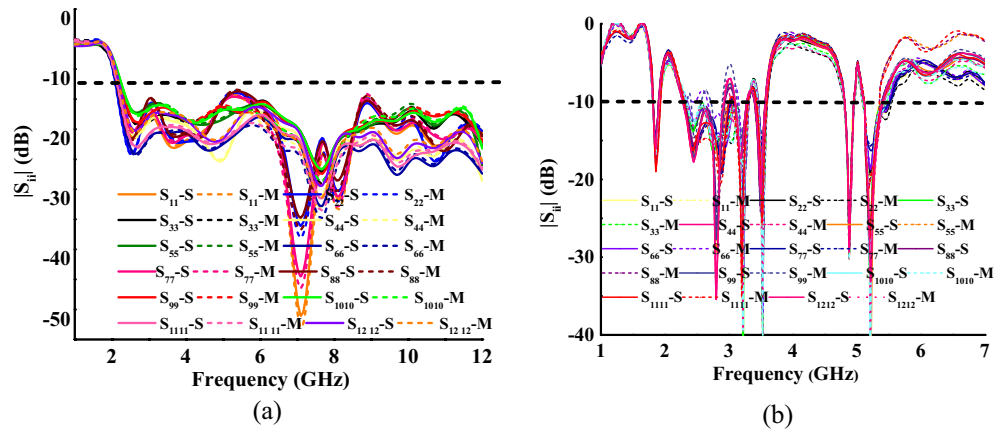 0
-10
-20
-30
-40
-50
|Sii| (dB)
S11-S S11-M S22-S S22-M
S33-S S33-M S44-S S44-M
S55-S S55-M S66-S S66-M
S77-S S77-M S88-S S88-M
S99-S S99-M S1010-S S1010-M
S1111-S S11 11-M S12 12-S S12 12-M
2 4 6 8 10 12
Frequency (GHz)
(a)
0
-10
-20
-30
-40
|Sii| (dB)
S11-S S11-M S22-S S22-M S33-S
S33-M S44-S S44-M S55-S S55-M
S66-S S66-M S77-S S77-M S88-S
S88-M S99-S S99-M S1010-S S1010-M
S1111-S S1111-M S1212-S S1212-M
1 2 3 4 5 6 7
Frequency (GHz)
(b)